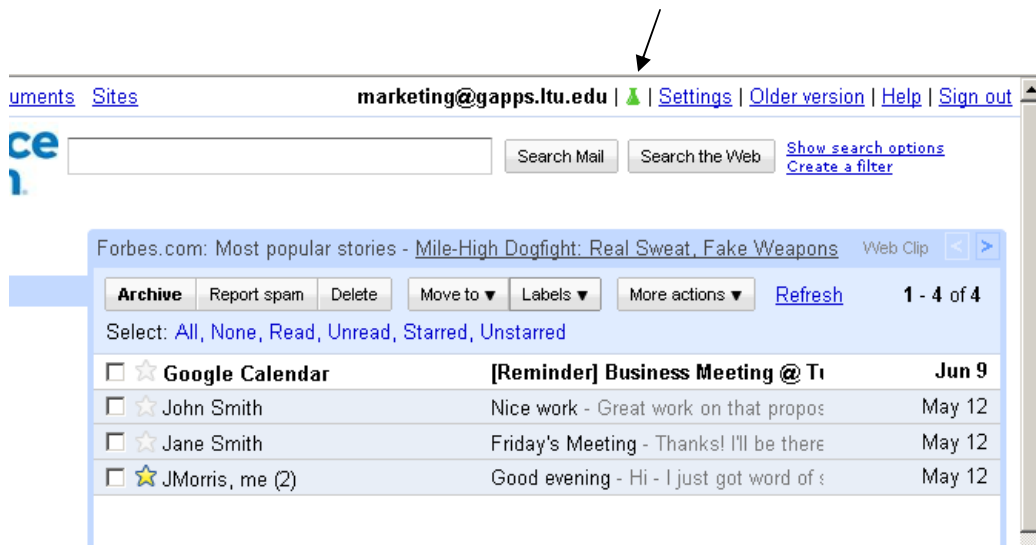 uments Sites marketing@gapps.ltu.edu | | Settings | Older version | Help | Sign out
ce Search Mail Search the Web Show search options
n. Create a filter
Forbes.com: Most popular stories - Mile-High Dogfight: Real Sweat, Fake Weapons Web Clip < >
Archive Report spam Delete Move to ▼ Labels ▼ More actions ▼ Refresh 1 - 4 of 4
Select: All, None, Read, Unread, Starred, Unstarred
Google Calendar [Reminder] Business Meeting @ Tu Jun 9
John Smith Nice work - Great work on that propos May 12
Jane Smith Friday's Meeting - Thanks! I'll be there May 12
JMorris, me (2) Good evening - Hi - I just got word of s May 12